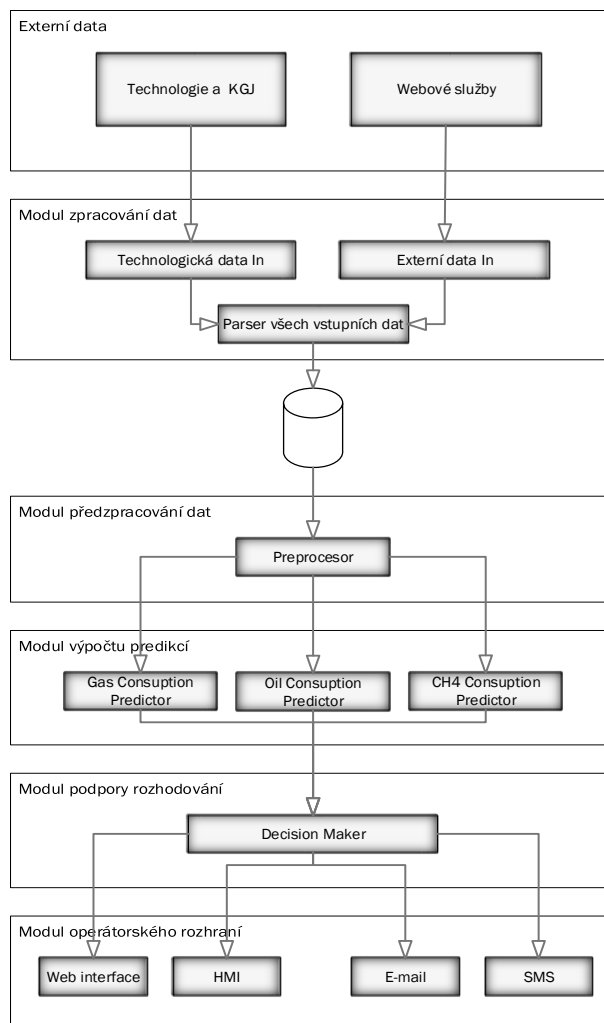 Externí data
Technologie a KGJ
Webové služby
Modul zpracování dat
Technologická data In
Externí data In
Parser všech vstupních dat
Modul předzpracování dat
Preprocesor
Modul výpočtu predikcí
Gas Consuption
Predictor
Oil Consuption
Predictor
CH4 Consuption
Predictor
Modul podpory rozhodování
Decision Maker
Modul operátorského rozhraní
Web interface
HMI
E-mail
SMS